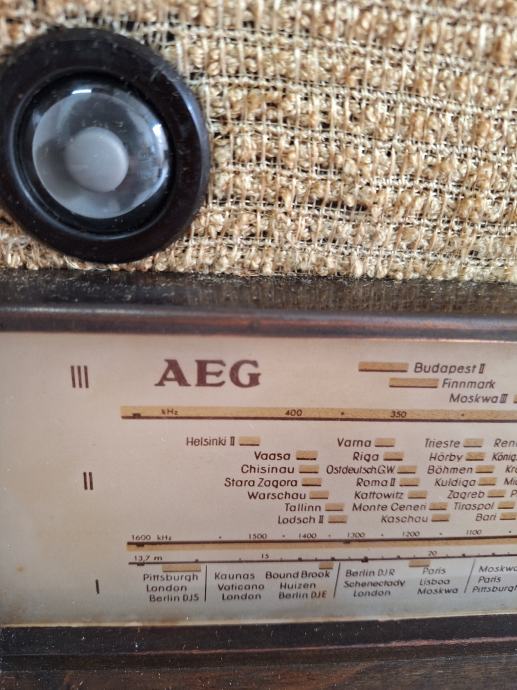 III AEG Budapest II
Finnmark
Moskwa III
kHz 400 350
Helsinki II Varna Trieste
Vaasa Riga Hörby
Chisinau Ostdeutsch.GW Böhmen
II Stara Zagora Roma II Kuldiga
Warschau Kattowitz Zagreb
Tallinn Monte Ceneri Tiraspol
Lodsch II Kaschau Bari
1600 kHz 1500 1400 1300 1200 1100
13,7 m 15 20
I Pittsburgh Kaunas Bound Brook Berlin DJR Paris Moskwa
London Vaticano Huizen Schenectady Lisboa Paris
Berlin DJS London Berlin DJE London Moskwa Pittsburgh